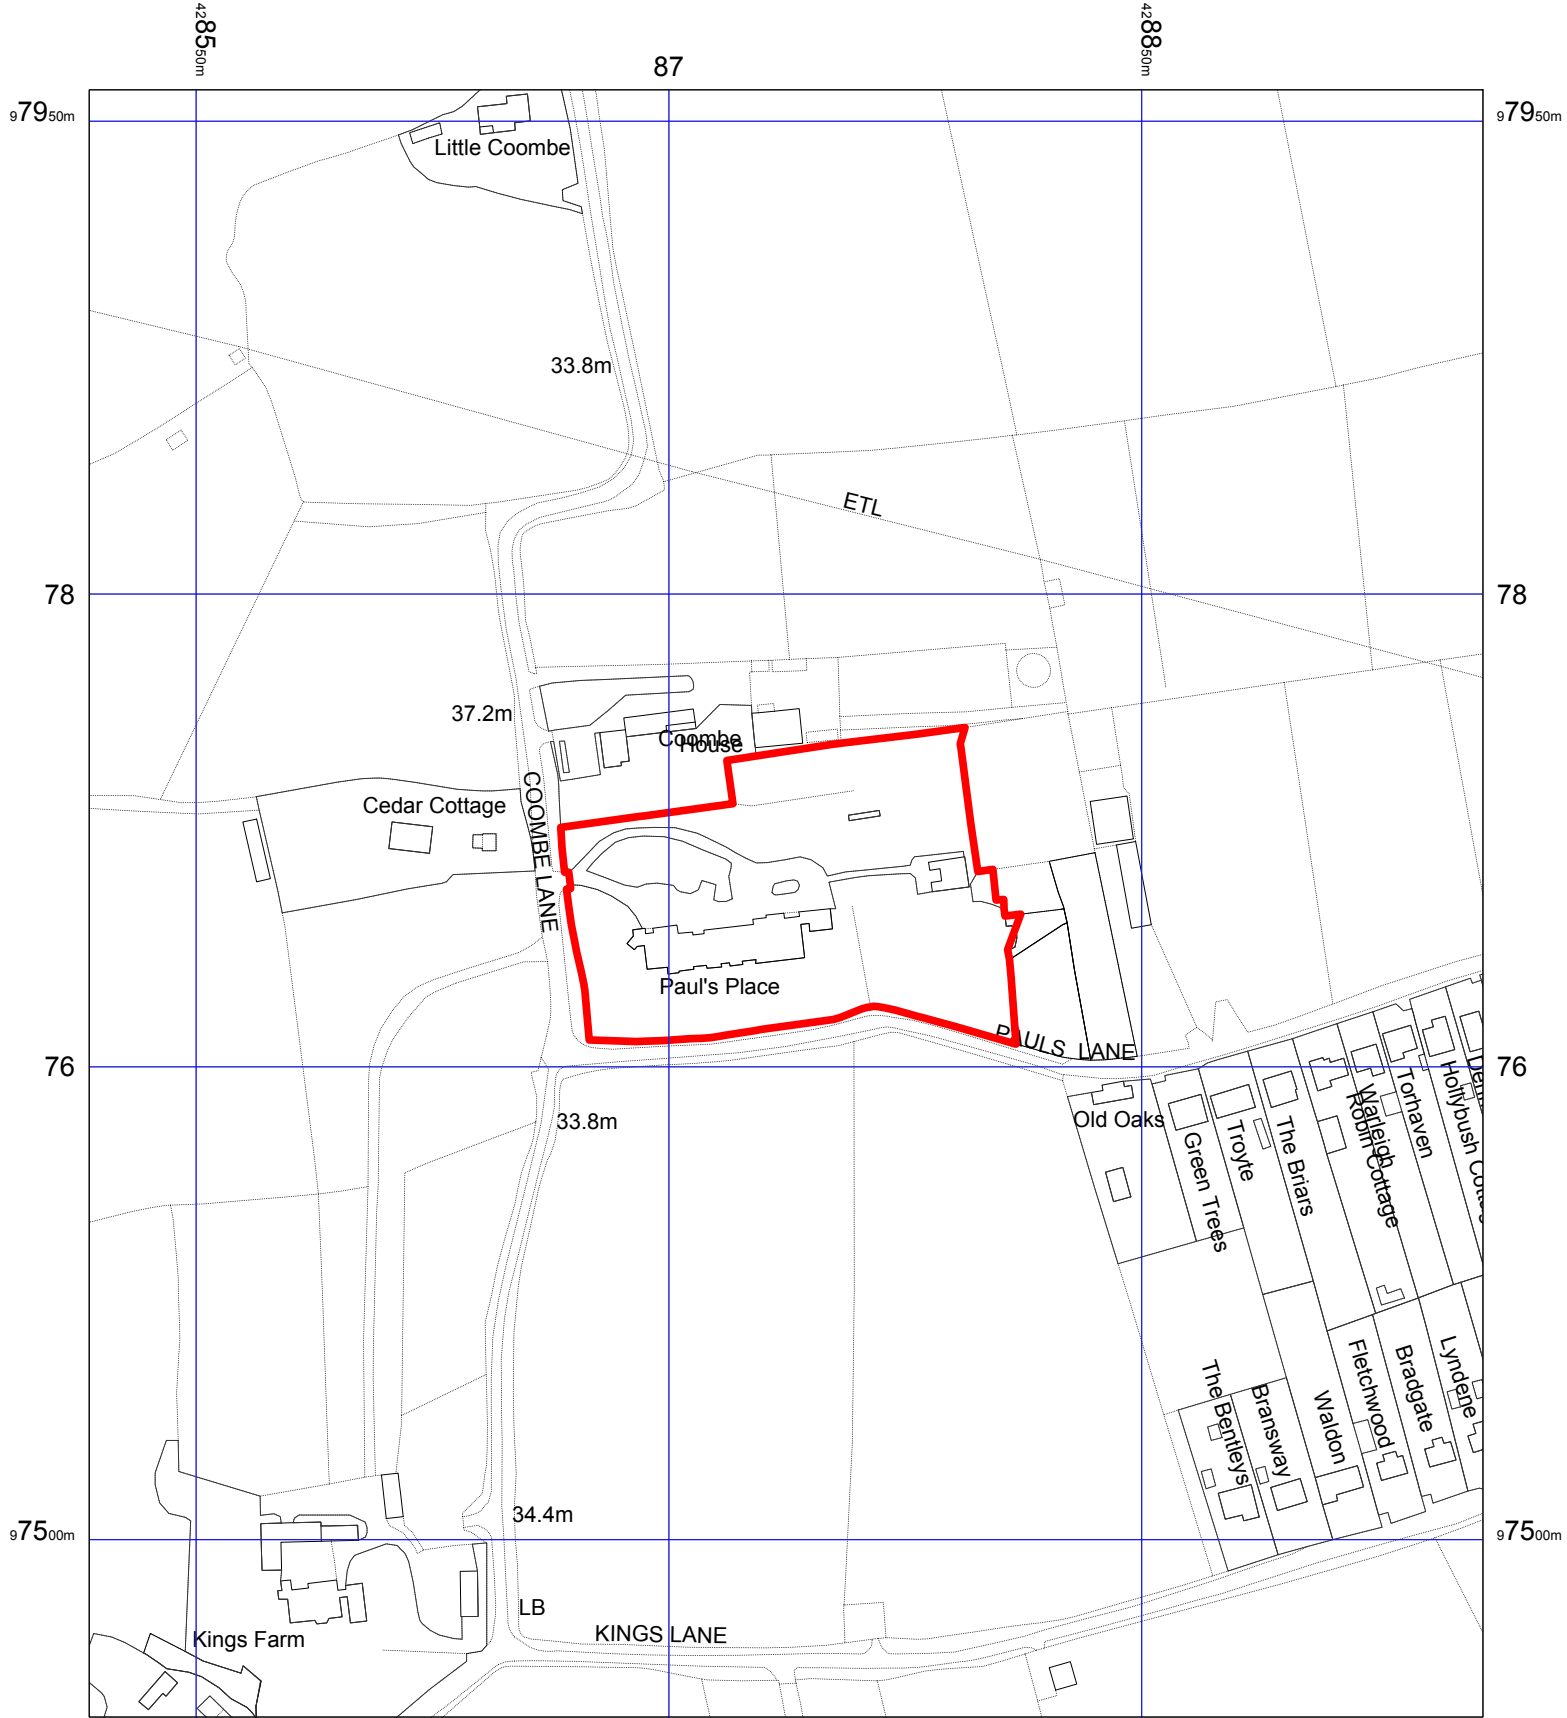 4285 50m
87
4288 50m
979 50m
979 50m
Little Coombe
33.8m
ETL
78
78
37.2m
Coombe
House
COOMBE LANE
Cedar Cottage
Paul's Place
PAULS LANE
76
76
33.8m
Old Oaks
Green Trees
Troyte
The Briars
Robin Cottage
Warleigh
Torhaven
Hollybush
The Bentleys
Bransway
Waldon
Fletchwood
Bradgate
Lyndene
34.4m
975 00m
975 00m
LB
KINGS LANE
Kings Farm